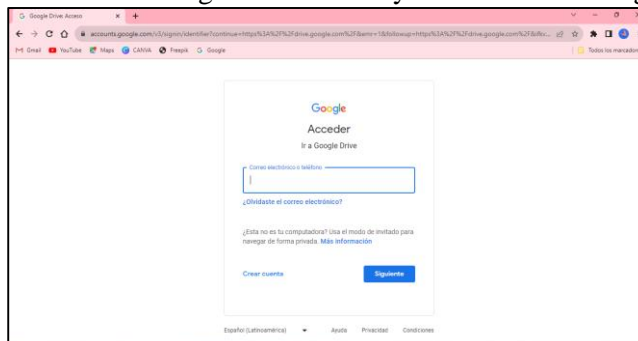 Google Drive: Acceso
accounts.google.com/v3/signin/identifier?continue=https%3A%2F%2Fdrive.google.com%2F&emr=1&followup=https%3A%2F%2Fdrive.google.com%2F&ifko...
Gmail YouTube Maps CANVA Freepik Google Todos los marcadores
Google
Acceder
Ir a Google Drive
Correo electrónico o teléfono
¿Olvidaste el correo electrónico?
¿Esta no es tu computadora? Usa el modo de invitado para
navegar de forma privada. Más información
Crear cuenta Siguiente
Español (Latinoamérica) Ayuda Privacidad Condiciones